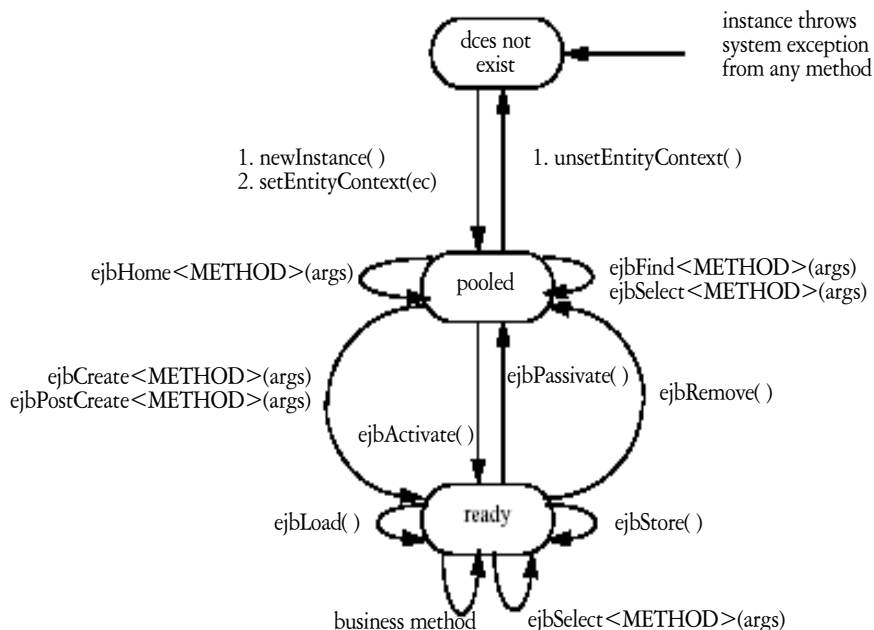 dces not
exist
instance throws
system exception
from any method
1. newInstance( )
2. setEntityContext(ec)
1. unsetEntityContext( )
ejbHome<METHOD>(args)
pooled
ejbFind<METHOD>(args)
ejbSelect<METHOD>(args)
ejbCreate<METHOD>(args)
ejbPostCreate<METHOD>(args)
ejbPassivate( )
ejbRemove( )
ejbActivate( )
ejbLoad( )
ready
ejbStore( )
business method
ejbSelect<METHOD>(args)